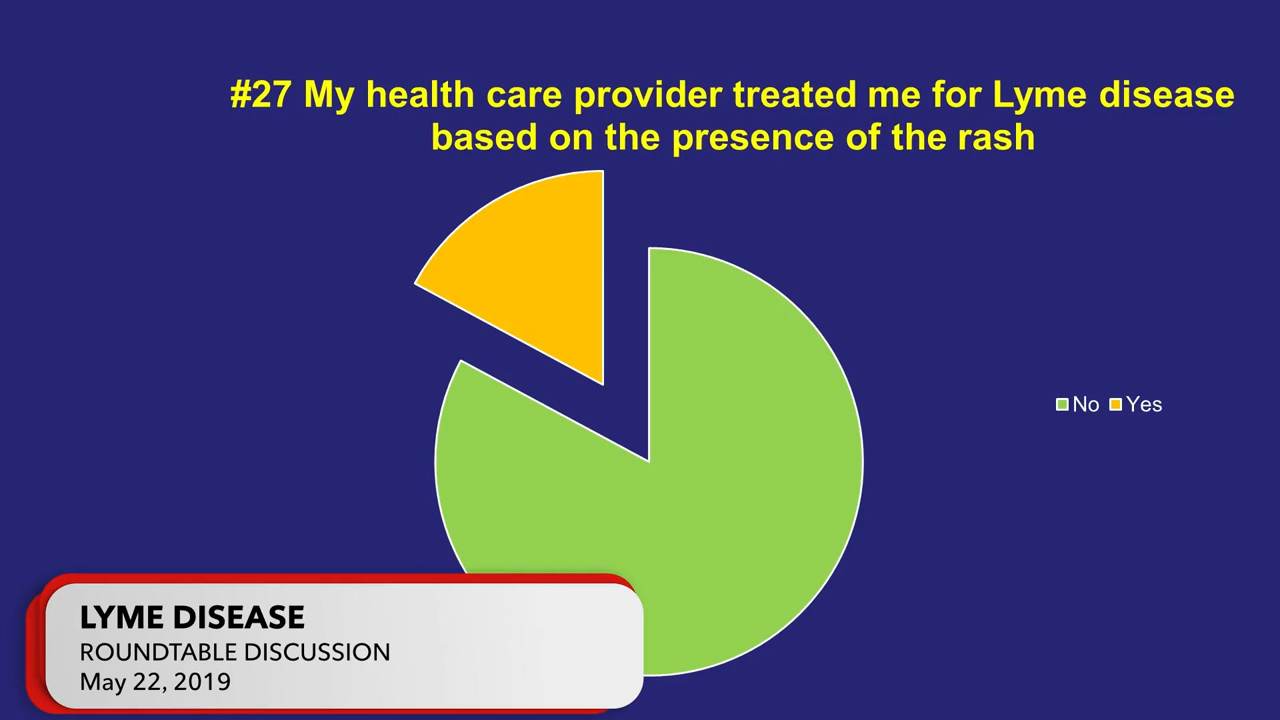 #27 My health care provider treated me for Lyme disease
based on the presence of the rash
No Yes
LYME DISEASE
ROUNDTABLE DISCUSSION
May 22, 2019